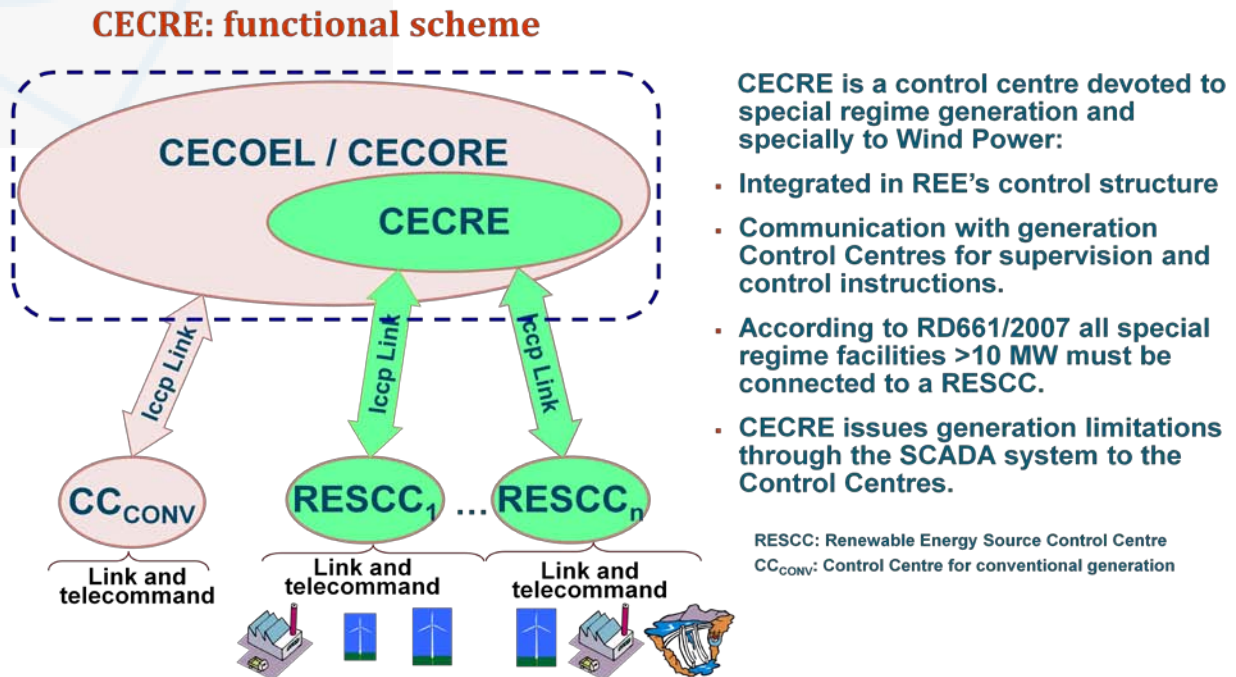 CECRE: functional scheme
CECOEL / CECORE
CECRE
Iccp Link
Iccp Link
Iccp Link
CC_CONV
RESCC_1 ... RESCC_n
Link and
telecommand
Link and
telecommand
Link and
telecommand
CECRE is a control centre devoted to
special regime generation and
specially to Wind Power:
▪ Integrated in REE's control structure
▪ Communication with generation
Control Centres for supervision and
control instructions.
▪ According to RD661/2007 all special
regime facilities >10 MW must be
connected to a RESCC.
▪ CECRE issues generation limitations
through the SCADA system to the
Control Centres.
RESCC: Renewable Energy Source Control Centre
CC_CONV: Control Centre for conventional generation